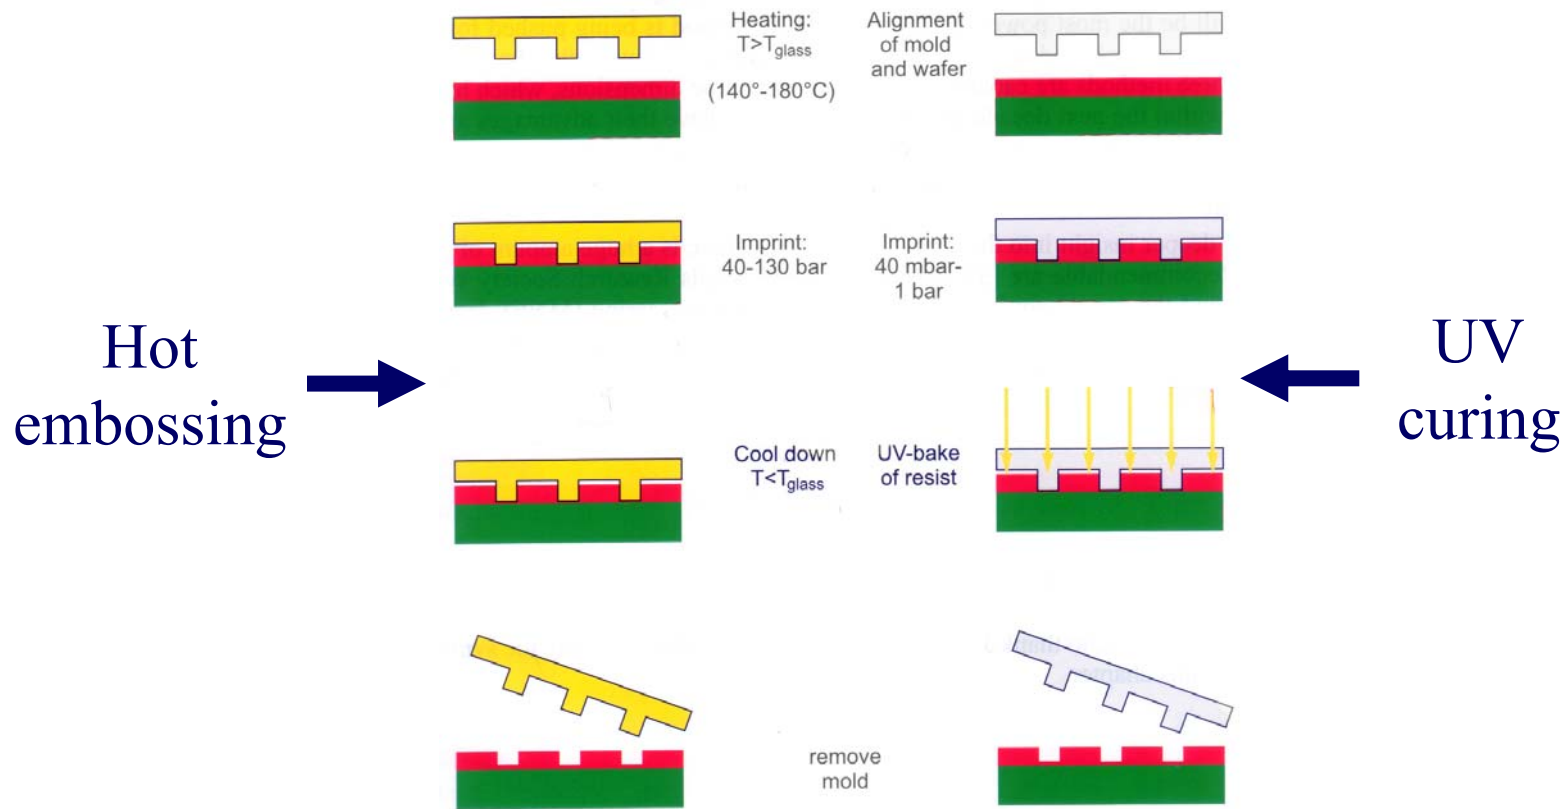 Heating:
T>Tglass
(140°-180°C)
Alignment
of mold
and wafer
Imprint:
40-130 bar
Imprint:
40 mbar-
1 bar
Hot
embossing
UV
curing
Cool down
T<Tglass
UV-bake
of resist
remove
mold